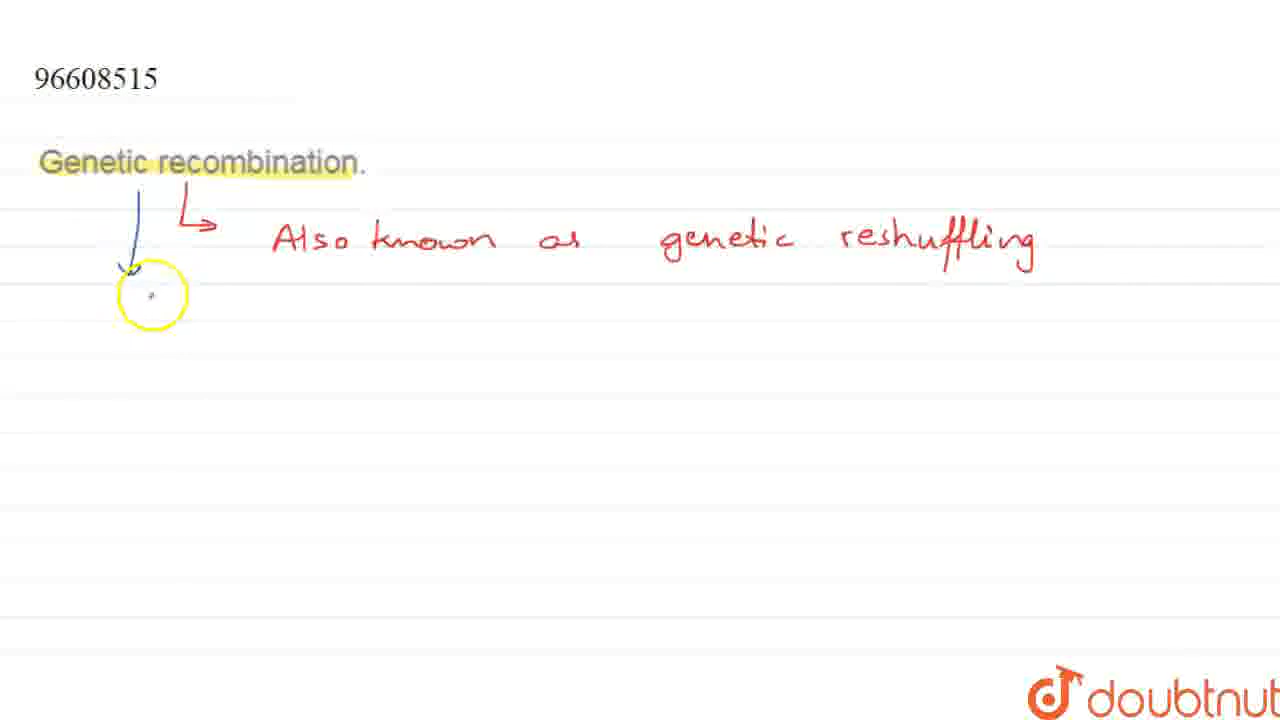 96608515
Genetic recombination.
Also known as genetic reshuffling
doubtnut